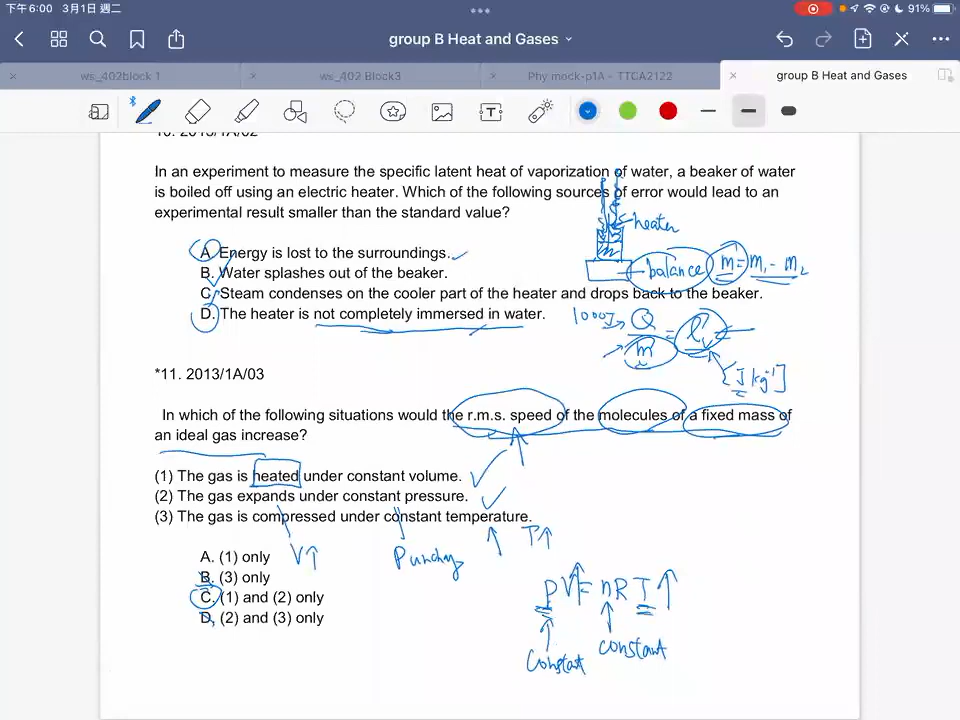 下午6:00 3月1日 週二
91%
group B Heat and Gases
ws_402block 1
ws_402 Block3
Phy mock-p1A - TTCA2122
group B Heat and Gases
10. 2013/1A/02
In an experiment to measure the specific latent heat of vaporization of water, a beaker of water
is boiled off using an electric heater. Which of the following sources of error would lead to an
experimental result smaller than the standard value?
heater
A. Energy is lost to the surroundings.
B. Water splashes out of the beaker.
balance m = m₁ - m₂
C. Steam condenses on the cooler part of the heater and drops back to the beaker.
D. The heater is not completely immersed in water.
1000J Q/m = lv
[J kg⁻¹]
*11. 2013/1A/03
In which of the following situations would the r.m.s. speed of the molecules of a fixed mass of
an ideal gas increase?
(1) The gas is heated under constant volume.
(2) The gas expands under constant pressure.
(3) The gas is compressed under constant temperature.
V↑
T↑
A. (1) only
B. (3) only
C. (1) and (2) only
D. (2) and (3) only
PV↑ = nRT↑
constant
constant